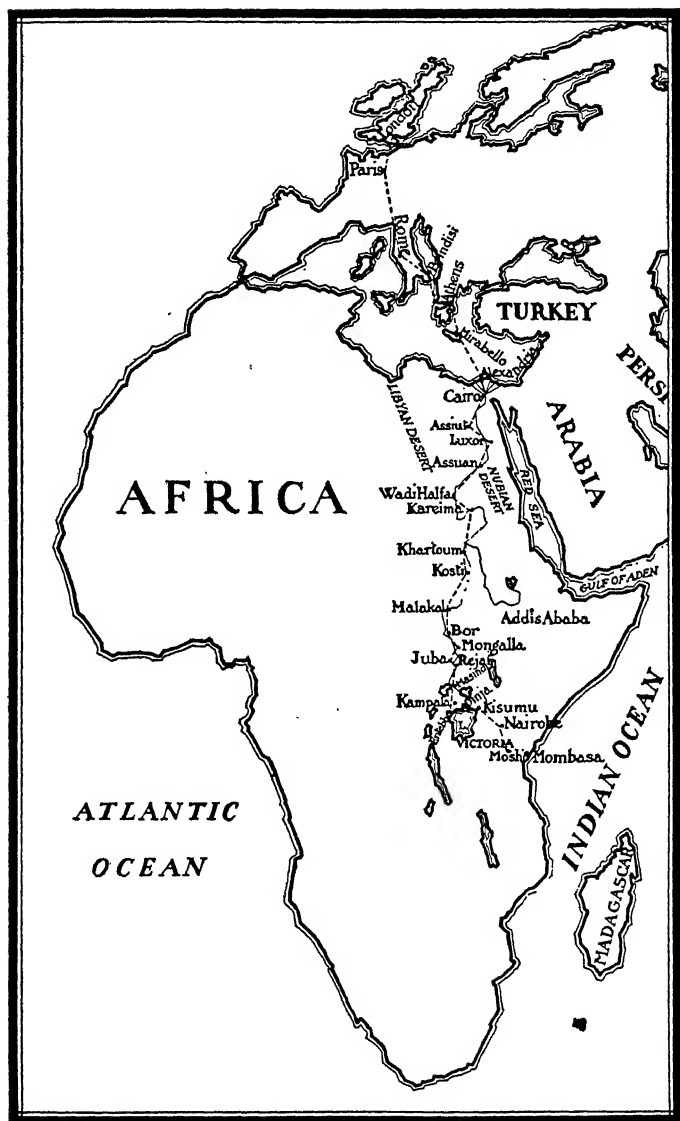 London
Paris
Rome
Brindisi
Athens
TURKEY
Mirabello
Alexandria
PERSI
Cairo
LIBYAN DESERT
ARABIA
Assiut
Luxor
Assuan
AFRICA
NUBIAN
DESERT
RED SEA
Wadi Halfa
Kareima
Khartoum
Kosti
GULF OF ADEN
Malakal
Addis Ababa
Bor
Mongalla
Juba
Rejaf
Masindi
Kampala
Jinja
Kisumu
Nairobi
L.
VICTORIA
Moshi
Mombasa
INDIAN OCEAN
ATLANTIC
OCEAN
MADAGASCAR